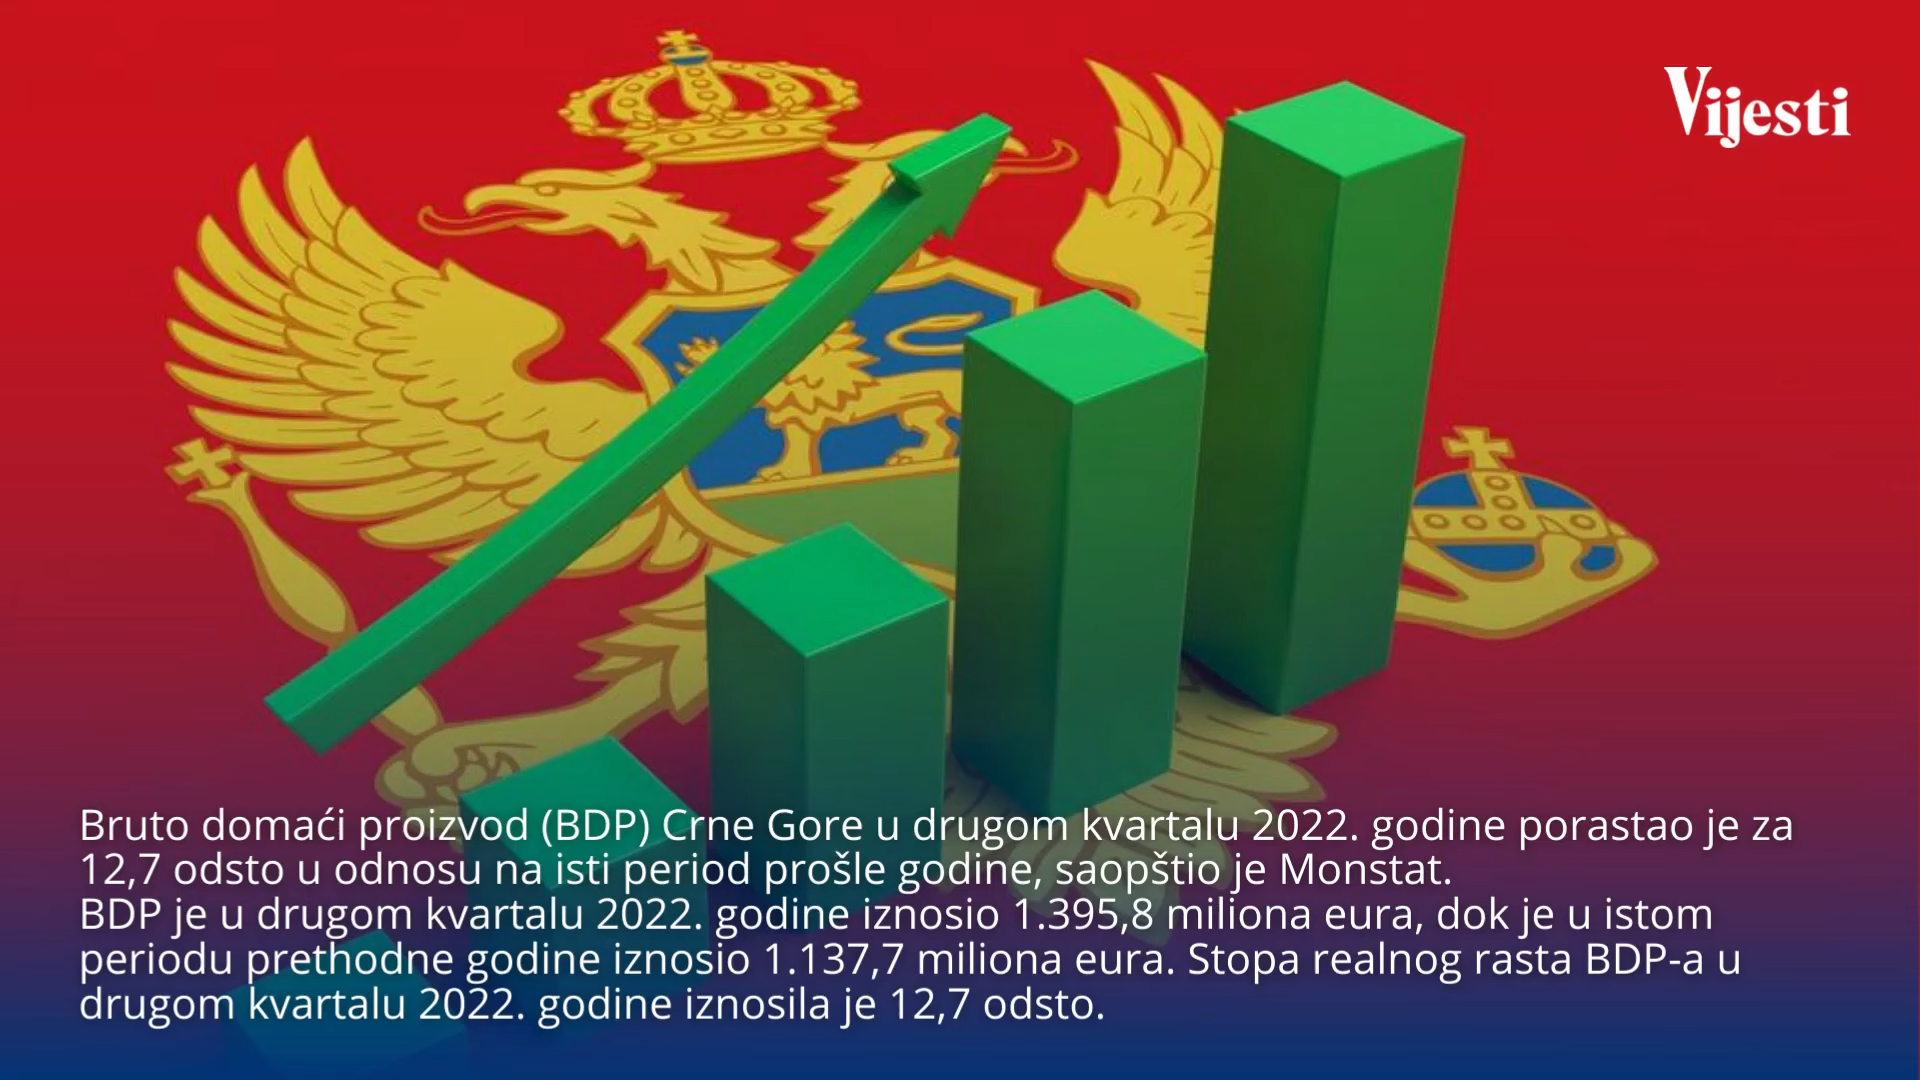 Vijesti
Bruto domaći proizvod (BDP) Crne Gore u drugom kvartalu 2022. godine porastao je za
12,7 odsto u odnosu na isti period prošle godine, saopštio je Monstat.
BDP je u drugom kvartalu 2022. godine iznosio 1.395,8 miliona eura, dok je u istom
periodu prethodne godine iznosio 1.137,7 miliona eura. Stopa realnog rasta BDP-a u
drugom kvartalu 2022. godine iznosila je 12,7 odsto.